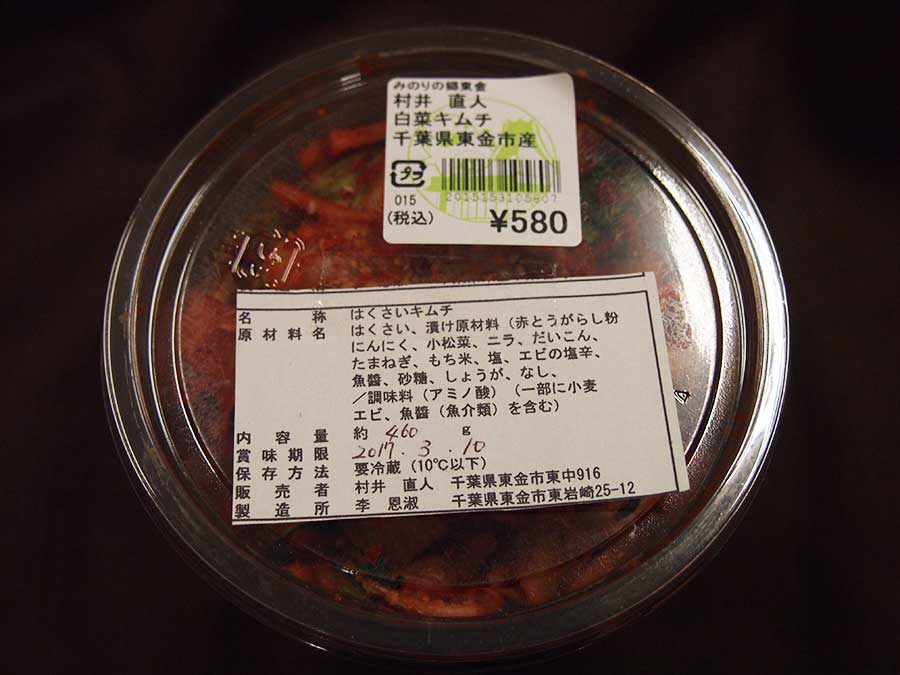 みのりの郷東金
村井 直人
白菜キムチ
千葉県東金市産
015
2015153105807
(税込) ¥580
名称 はくさいキムチ
原材料名 はくさい、漬け原材料（赤とうがらし粉
にんにく、小松菜、ニラ、だいこん、
たまねぎ、もち米、塩、エビの塩辛、
魚醬、砂糖、しょうが、なし、
／調味料（アミノ酸）（一部に小麦
エビ、魚醬（魚介類）を含む）
内容量 約 460 g
賞味期限 2017.3.10
保存方法 要冷蔵（10℃以下）
販売者 村井 直人 千葉県東金市東中916
製造所 李 恩淑 千葉県東金市東岩崎25-12